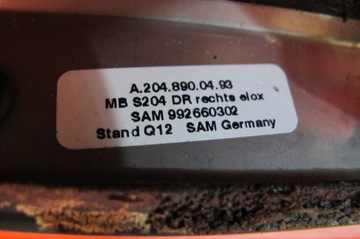 A.204.890.04.93
MB S204 DR rechts elox
SAM 992660302
Stand Q12 SAM Germany